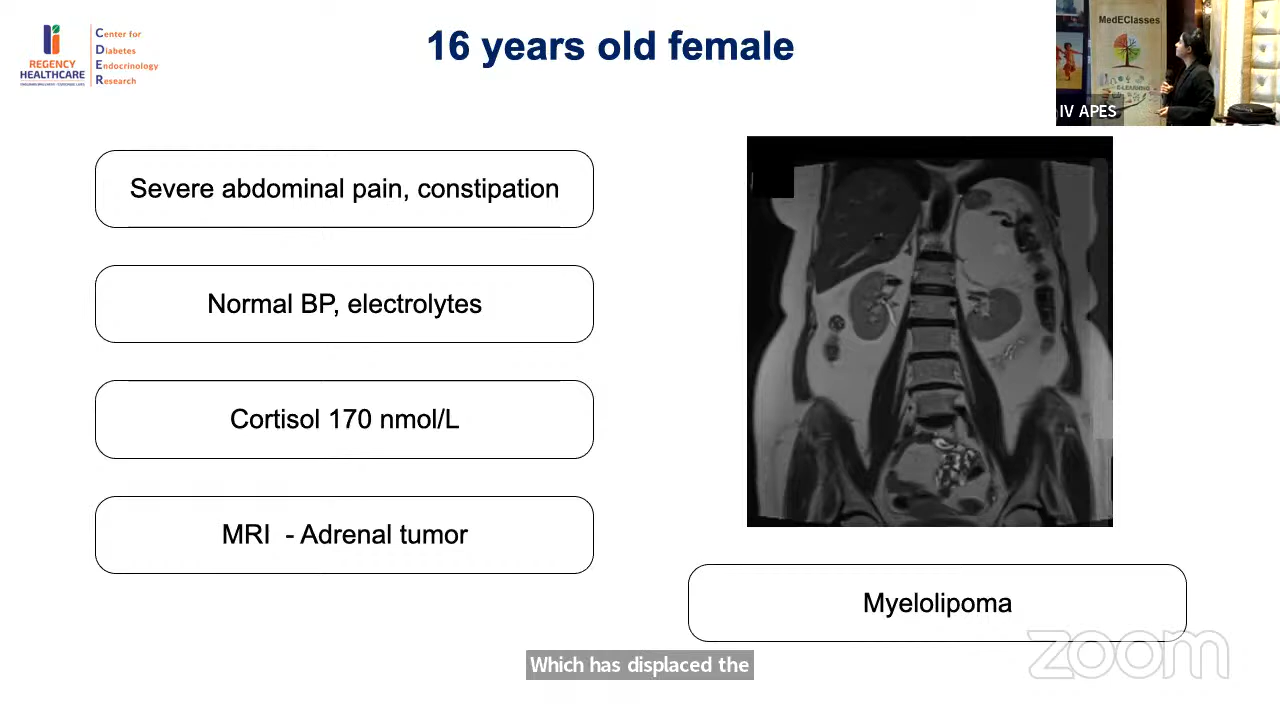 REGENCY
HEALTHCARE
Center for
Diabetes
Endocrinology
Research
C
D
E
R
16 years old female
MedEClasses
E-LEARNING
IV APES
Severe abdominal pain, constipation
Normal BP, electrolytes
Cortisol 170 nmol/L
MRI - Adrenal tumor
Myelolipoma
zoom
Which has displaced the